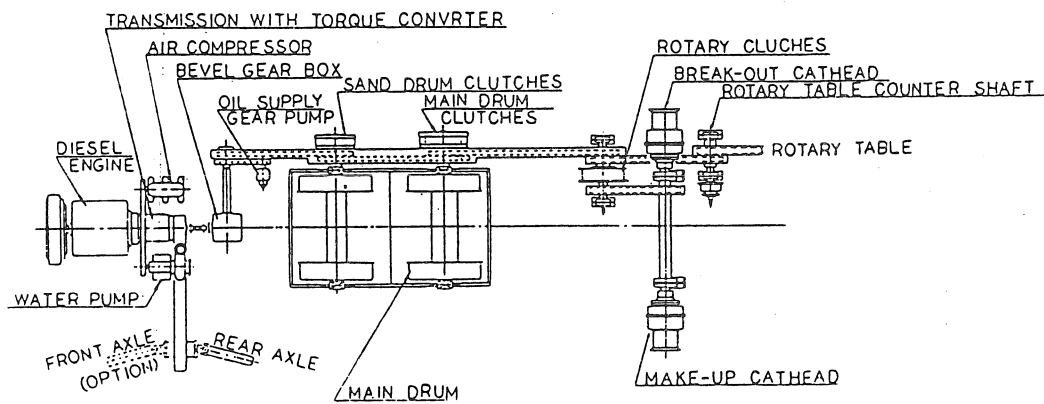 TRANSMISSION WITH TORQUE CONVRTER
AIR COMPRESSOR
BEVEL GEAR BOX
OIL SUPPLY
GEAR PUMP
DIESEL
ENGINE
SAND DRUM CLUTCHES
MAIN DRUM
CLUTCHES
ROTARY CLUCHES
BREAK-OUT CATHEAD
ROTARY TABLE COUNTER SHAFT
ROTARY TABLE
WATER PUMP
FRONT AXLE
(OPTION)
REAR AXLE
MAIN DRUM
MAKE-UP CATHEAD